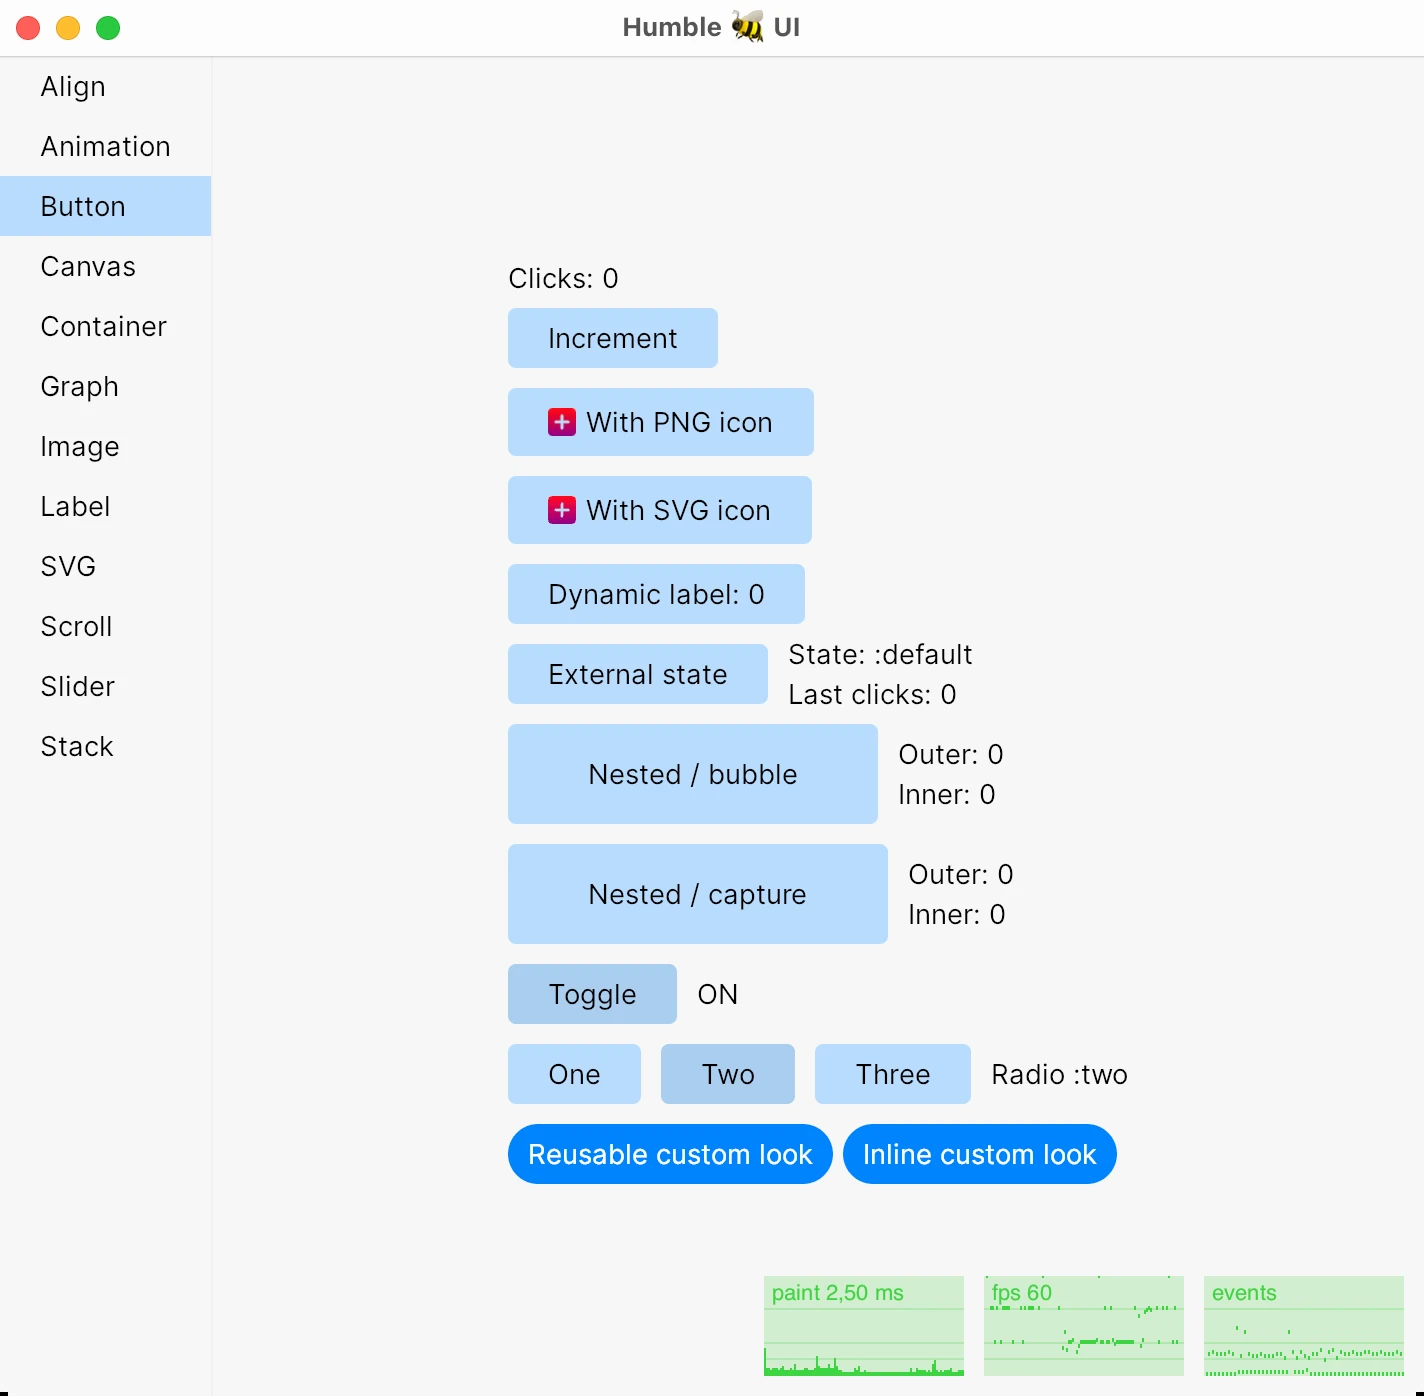 Humble 🐝 UI
Align
Animation
Button
Canvas
Container
Graph
Image
Label
SVG
Scroll
Slider
Stack
Clicks: 0
Increment
With PNG icon
With SVG icon
Dynamic label: 0
External state
State: :default
Last clicks: 0
Nested / bubble
Outer: 0
Inner: 0
Nested / capture
Outer: 0
Inner: 0
Toggle ON
One Two Three Radio :two
Reusable custom look Inline custom look
paint 2,50 ms fps 60 events